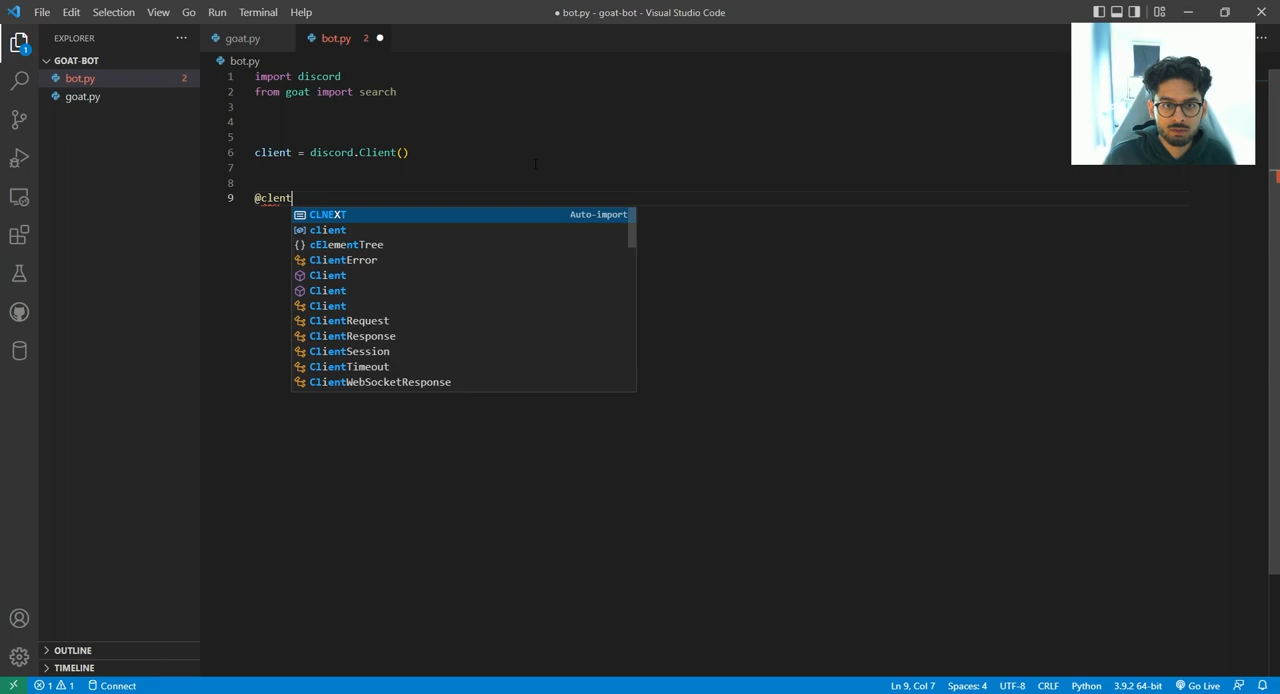 File Edit Selection View Go Run Terminal Help
● bot.py - goat-bot - Visual Studio Code
EXPLORER
goat.py
bot.py 2
GOAT-BOT
bot.py 2
goat.py
1
bot.py
1 import discord
2 from goat import search
3
4
5
6 client = discord.Client()
7
8
9 @clent
CLNEXT Auto-import
client
cElementTree
ClientError
Client
Client
Client
ClientRequest
ClientResponse
ClientSession
ClientTimeout
ClientWebSocketResponse
OUTLINE
TIMELINE
1 1 Connect Ln 9, Col 7 Spaces: 4 UTF-8 CRLF Python 3.9.2 64-bit Go Live